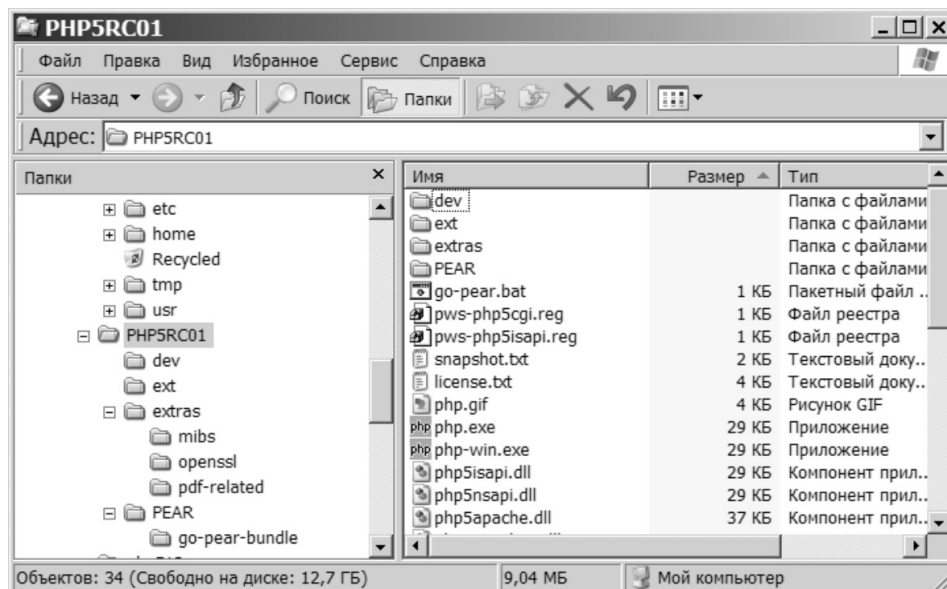 PHP5RC01
Файл Правка Вид Избранное Сервис Справка
Назад Поиск Папки
Адрес: PHP5RC01
Папки
etc
home
Recycled
tmp
usr
PHP5RC01
dev
ext
extras
mibs
openssl
pdf-related
PEAR
go-pear-bundle
Имя Размер Тип
dev Папка с файлами
ext Папка с файлами
extras Папка с файлами
PEAR Папка с файлами
go-pear.bat 1 КБ Пакетный файл ..
pws-php5cgi.reg 1 КБ Файл реестра
pws-php5isapi.reg 1 КБ Файл реестра
snapshot.txt 2 КБ Текстовый доку..
license.txt 4 КБ Текстовый доку..
php.gif 4 КБ Рисунок GIF
php php.exe 29 КБ Приложение
php php-win.exe 29 КБ Приложение
php5isapi.dll 29 КБ Компонент прил..
php5nsapi.dll 29 КБ Компонент прил..
php5apache.dll 37 КБ Компонент прил..
Объектов: 34 (Свободно на диске: 12,7 ГБ) 9,04 МБ Мой компьютер